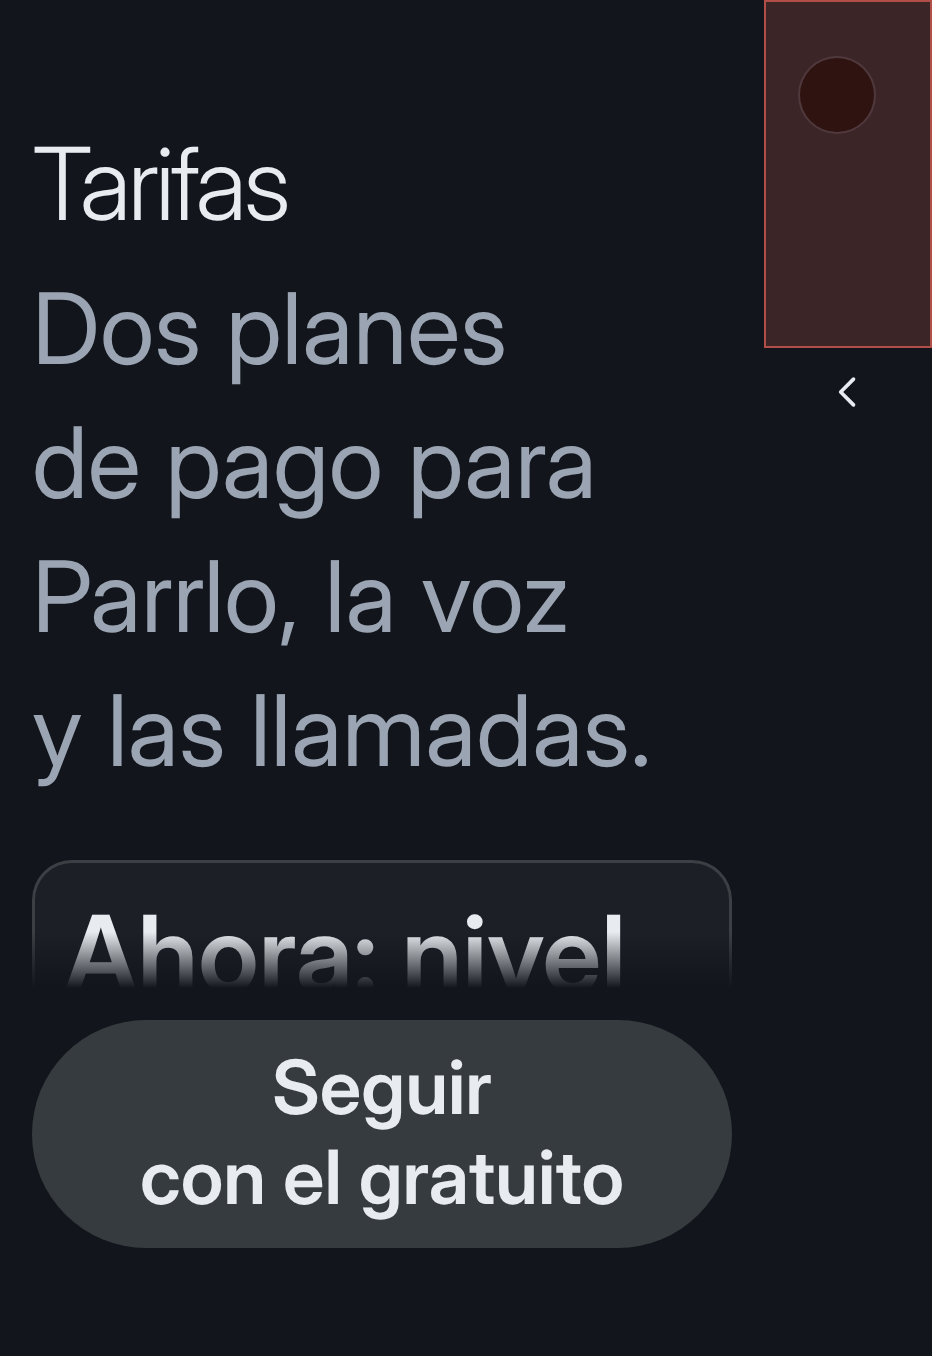 Tarifas
Dos planes
de pago para
Parrlo, la voz
y las llamadas.
Ahora: nivel
Seguir
con el gratuito